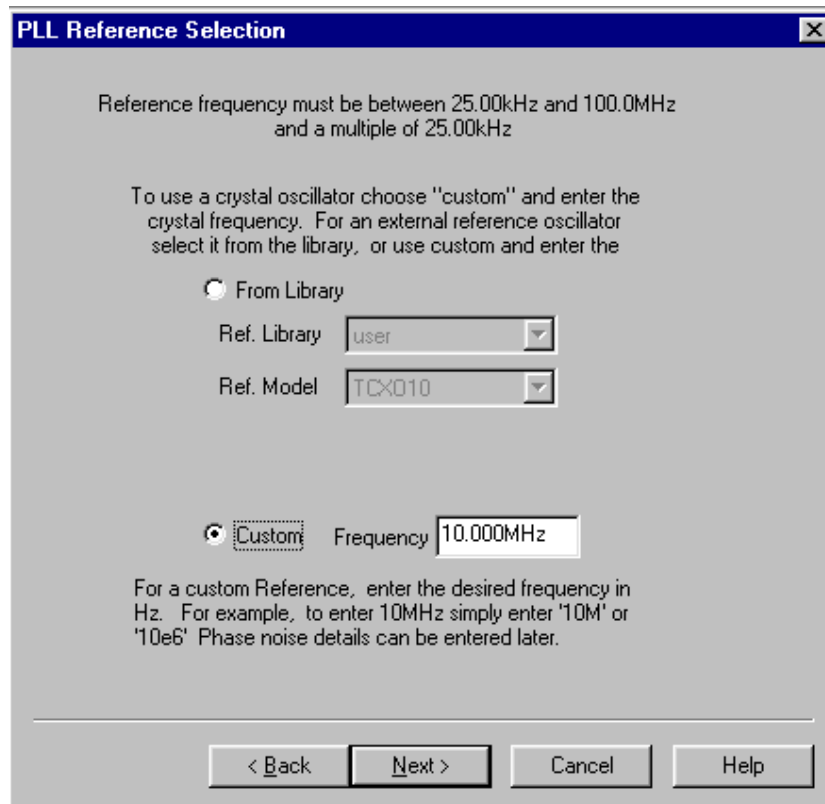 PLL Reference Selection
Reference frequency must be between 25.00kHz and 100.0MHz
and a multiple of 25.00kHz
To use a crystal oscillator choose "custom" and enter the
crystal frequency. For an external reference oscillator
select it from the library, or use custom and enter the
From Library
Ref. Library user
Ref. Model TCXO10
Custom Frequency 10.000MHz
For a custom Reference, enter the desired frequency in
Hz. For example, to enter 10MHz simply enter '10M' or
'10e6' Phase noise details can be entered later.
< Back Next > Cancel Help